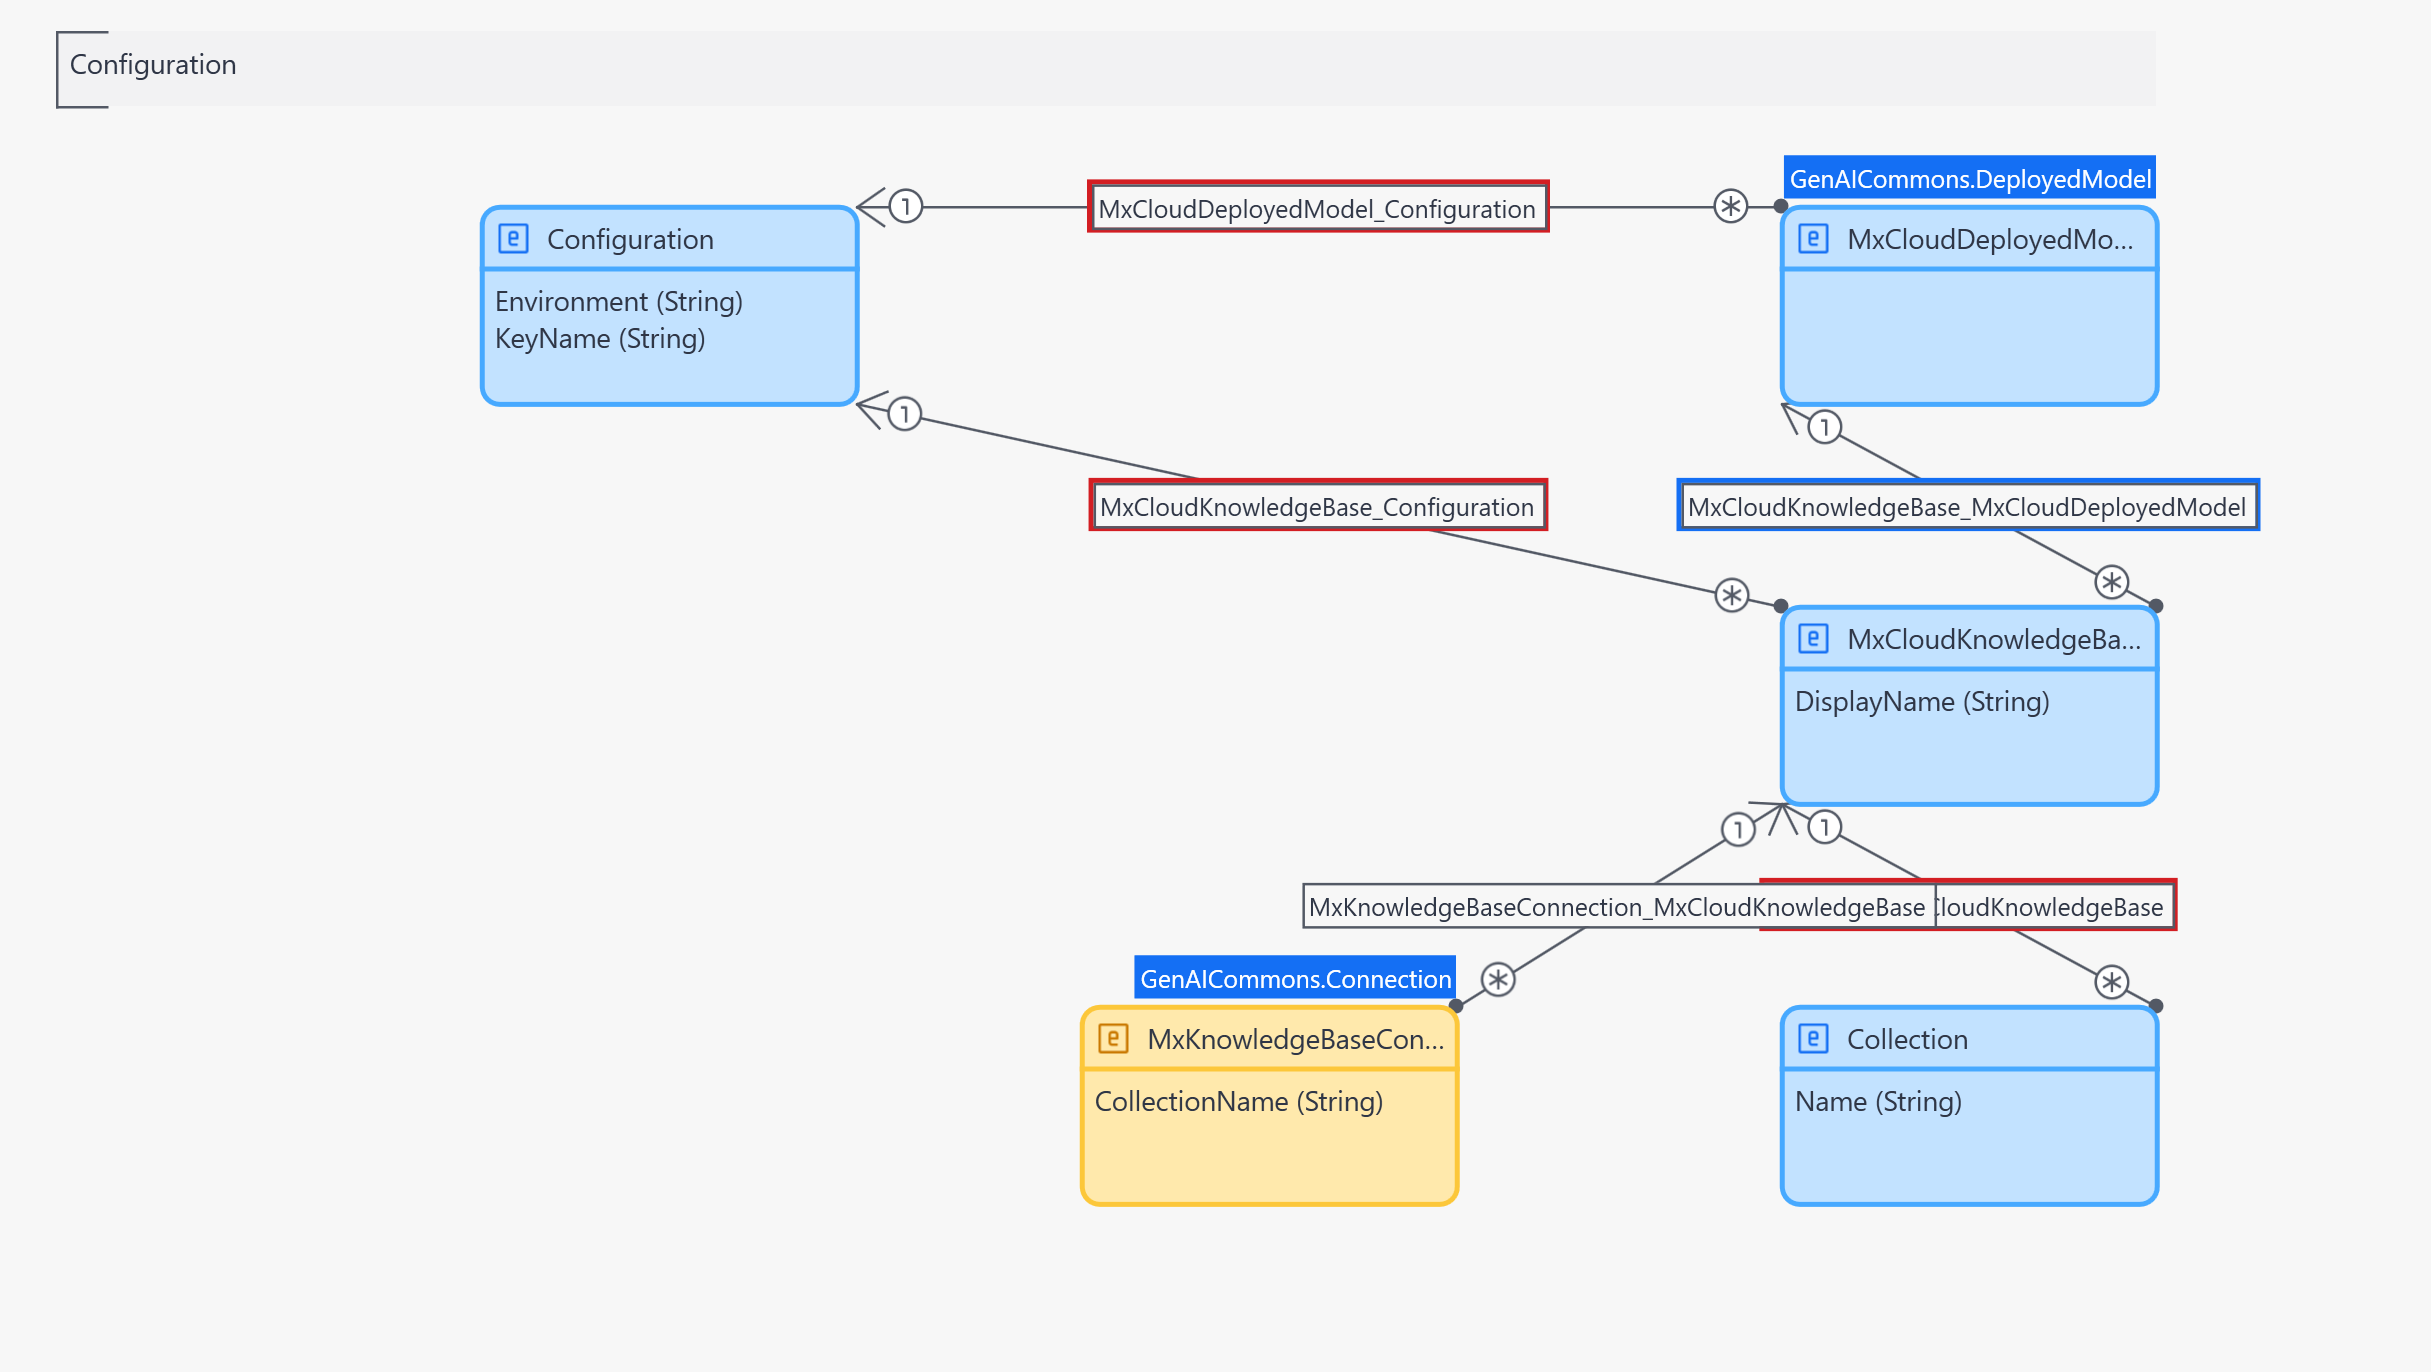 Configuration
GenAICommons.DeployedModel
1
MxCloudDeployedModel_Configuration
*
Configuration
Environment (String)
KeyName (String)
MxCloudDeployedMo...
1
1
MxCloudKnowledgeBase_Configuration
MxCloudKnowledgeBase_MxCloudDeployedModel
*
*
MxCloudKnowledgeBa...
DisplayName (String)
1
1
MxKnowledgeBaseConnection_MxCloudKnowledgeBase
CloudKnowledgeBase
GenAICommons.Connection
*
*
MxKnowledgeBaseCon...
CollectionName (String)
Collection
Name (String)